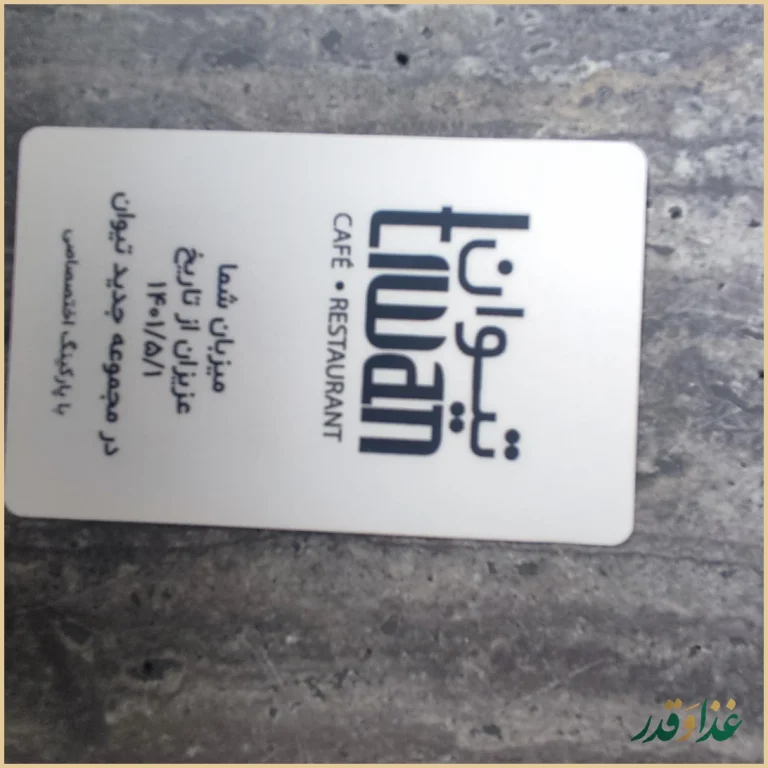 تیوان
tiwan
CAFÉ • RESTAURANT
میزبان شما
عزیزان از تاریخ
۱۴۰۱/۵/۱
در مجموعه جدید تیوان
با پارکینگ اختصاصی
غذا و قدر